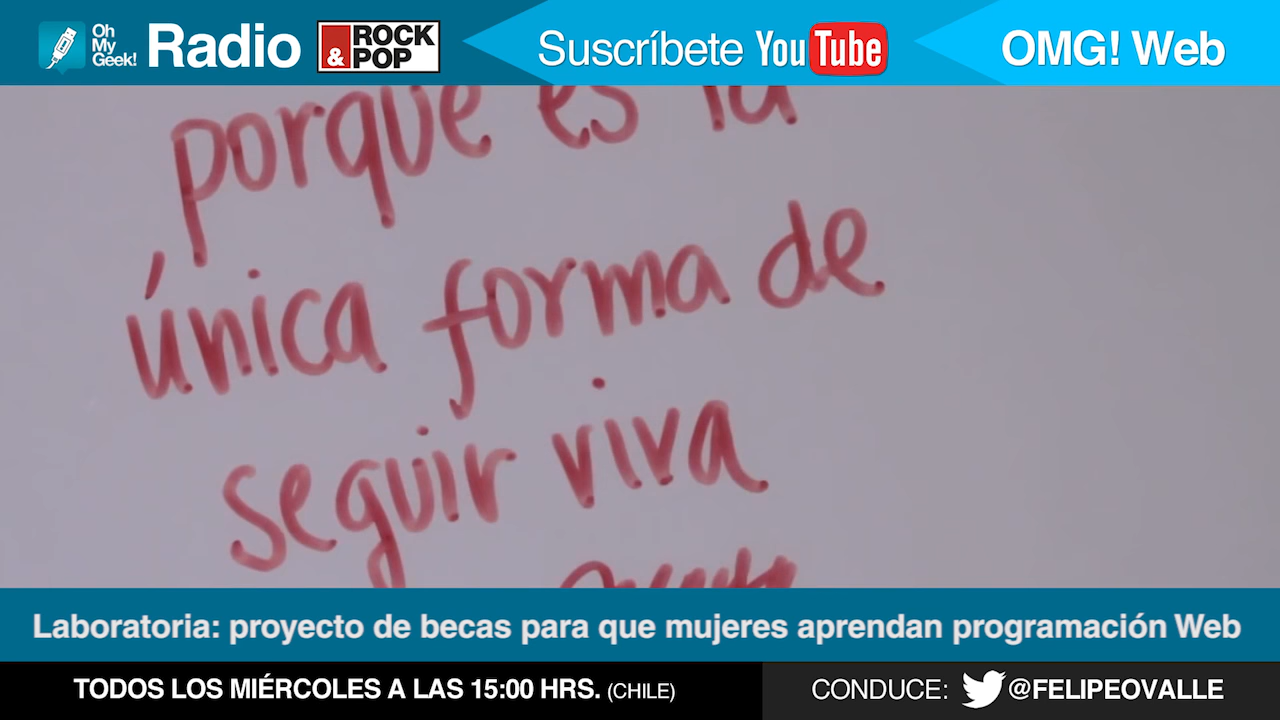 Oh My Geek! Radio ROCK & POP Suscríbete YouTube OMG! Web
porque es la
única forma de
seguir viva
Laboratoria: proyecto de becas para que mujeres aprendan programación Web
TODOS LOS MIÉRCOLES A LAS 15:00 HRS. (CHILE) CONDUCE: @FELIPEOVALLE